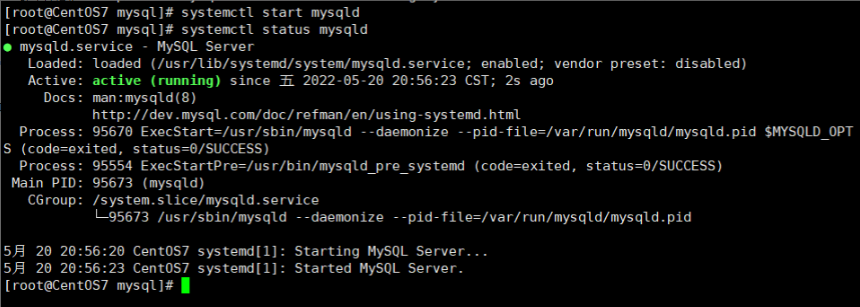 [root@CentOS7 mysql]# systemctl start mysqld
[root@CentOS7 mysql]# systemctl status mysqld
● mysqld.service - MySQL Server
   Loaded: loaded (/usr/lib/systemd/system/mysqld.service; enabled; vendor preset: disabled)
   Active: active (running) since 五 2022-05-20 20:56:23 CST; 2s ago
     Docs: man:mysqld(8)
           http://dev.mysql.com/doc/refman/en/using-systemd.html
  Process: 95670 ExecStart=/usr/sbin/mysqld --daemonize --pid-file=/var/run/mysqld/mysqld.pid $MYSQLD_OPT
S (code=exited, status=0/SUCCESS)
  Process: 95554 ExecStartPre=/usr/bin/mysqld_pre_systemd (code=exited, status=0/SUCCESS)
 Main PID: 95673 (mysqld)
   CGroup: /system.slice/mysqld.service
           └─95673 /usr/sbin/mysqld --daemonize --pid-file=/var/run/mysqld/mysqld.pid
5月 20 20:56:20 CentOS7 systemd[1]: Starting MySQL Server...
5月 20 20:56:23 CentOS7 systemd[1]: Started MySQL Server.
[root@CentOS7 mysql]#